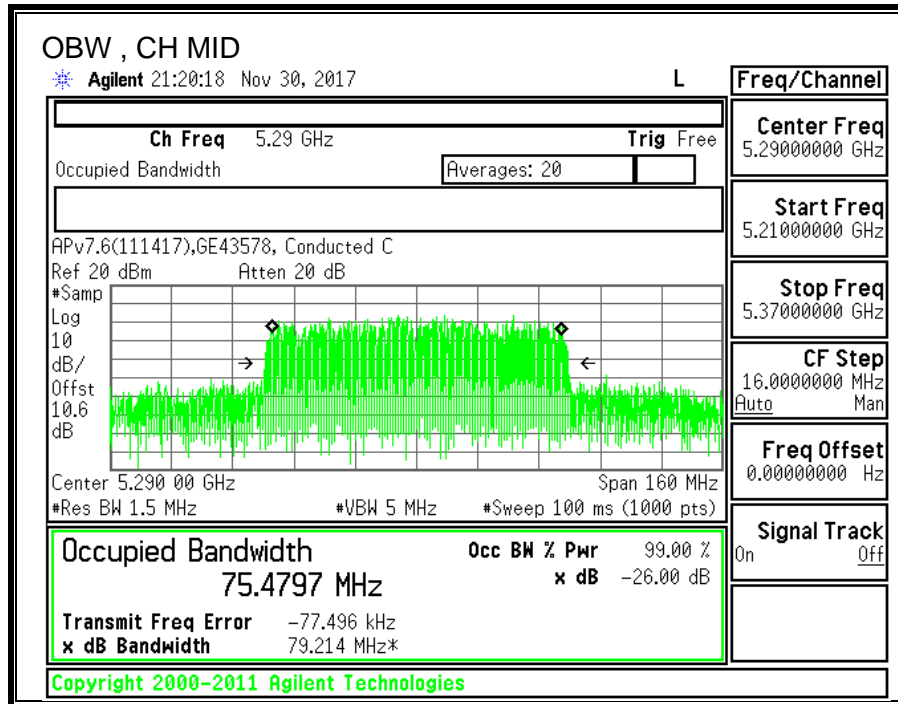 OBW , CH MID
Agilent 21:20:18 Nov 30, 2017 L
Freq/Channel
Ch Freq 5.29 GHz Trig Free
Occupied Bandwidth Averages: 20
Center Freq
5.29000000 GHz
Start Freq
5.21000000 GHz
Stop Freq
5.37000000 GHz
CF Step
16.0000000 MHz
Auto Man
Freq Offset
0.00000000 Hz
Signal Track
On Off
APv7.6(111417),GE43578, Conducted C
Ref 20 dBm Atten 20 dB
#Samp
Log
10
dB/
Offst
10.6
dB
Center 5.290 00 GHz Span 160 MHz
#Res BW 1.5 MHz #VBW 5 MHz #Sweep 100 ms (1000 pts)
Occupied Bandwidth Occ BW % Pwr 99.00 %
75.4797 MHz x dB -26.00 dB
Transmit Freq Error -77.496 kHz
x dB Bandwidth 79.214 MHz*
Copyright 2000-2011 Agilent Technologies